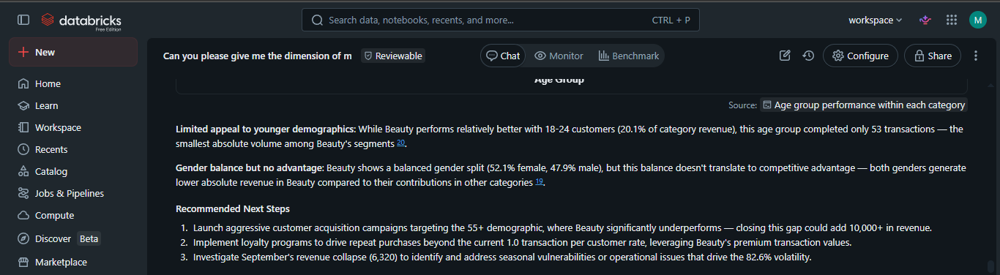 databricks
Free Edition
Search data, notebooks, recents, and more... CTRL + P
workspace
M
New
Home
Learn
Workspace
Recents
Catalog
Jobs & Pipelines
Compute
Discover Beta
Marketplace
Can you please give me the dimension of m Reviewable
Chat Monitor Benchmark
Configure Share
Age Group
Source: Age group performance within each category
Limited appeal to younger demographics: While Beauty performs relatively better with 18-24 customers (20.1% of category revenue), this age group completed only 53 transactions — the
smallest absolute volume among Beauty's segments 20.
Gender balance but no advantage: Beauty shows a balanced gender split (52.1% female, 47.9% male), but this balance doesn't translate to competitive advantage — both genders generate
lower absolute revenue in Beauty compared to their contributions in other categories 19.
Recommended Next Steps
1. Launch aggressive customer acquisition campaigns targeting the 55+ demographic, where Beauty significantly underperforms — closing this gap could add 10,000+ in revenue.
2. Implement loyalty programs to drive repeat purchases beyond the current 1.0 transaction per customer rate, leveraging Beauty's premium transaction values.
3. Investigate September's revenue collapse (6,320) to identify and address seasonal vulnerabilities or operational issues that drive the 82.6% volatility.